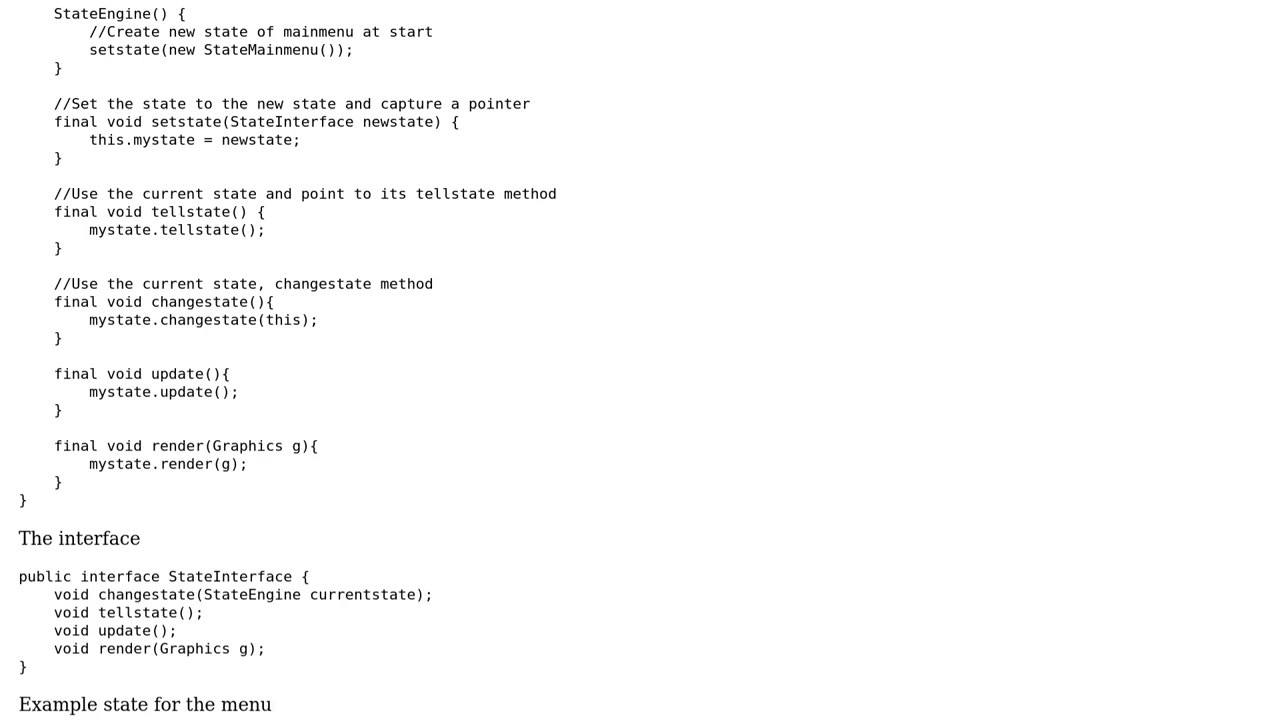 StateEngine() {
        //Create new state of mainmenu at start
        setstate(new StateMainmenu());
    }

    //Set the state to the new state and capture a pointer
    final void setstate(StateInterface newstate) {
        this.mystate = newstate;
    }

    //Use the current state and point to its tellstate method
    final void tellstate() {
        mystate.tellstate();
    }

    //Use the current state, changestate method
    final void changestate(){
        mystate.changestate(this);
    }

    final void update(){
        mystate.update();
    }

    final void render(Graphics g){
        mystate.render(g);
    }
}
The interface
public interface StateInterface {
    void changestate(StateEngine currentstate);
    void tellstate();
    void update();
    void render(Graphics g);
}
Example state for the menu